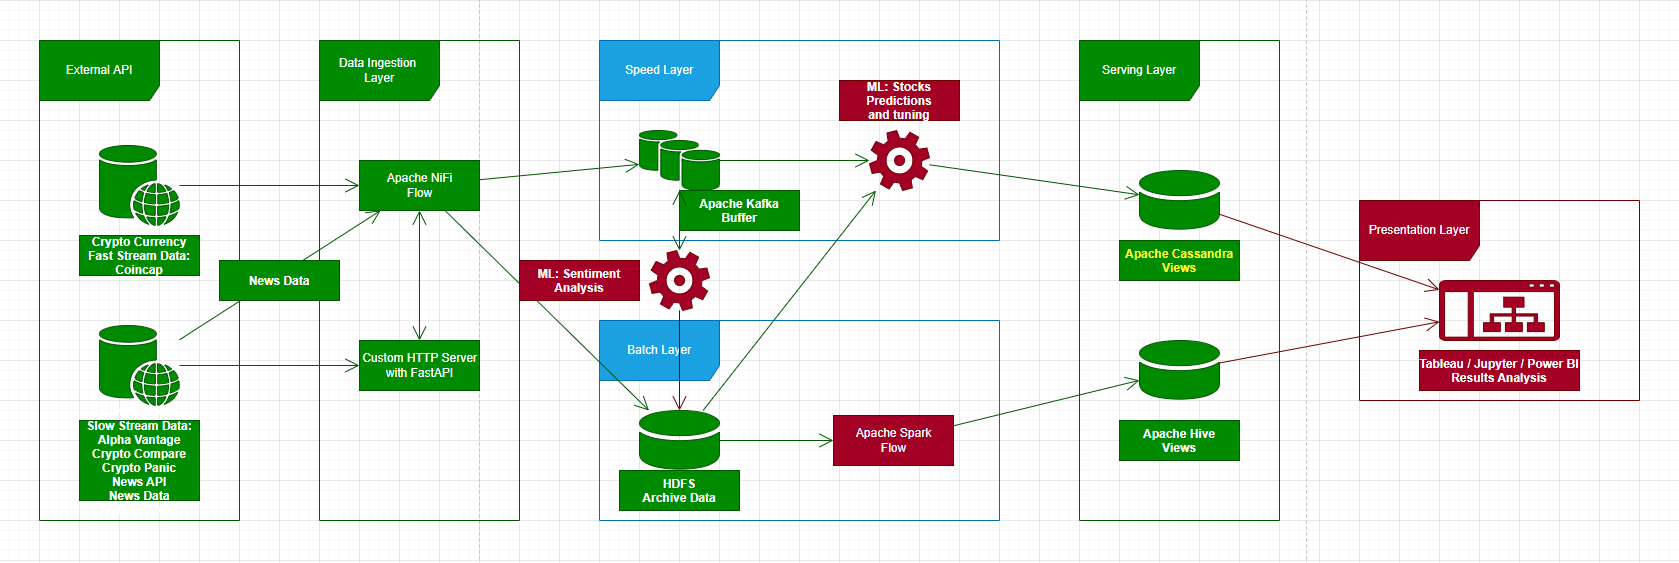 External API
Data Ingestion
Layer
Speed Layer
ML: Stocks
Predictions
and tuning
Serving Layer
Apache NiFi
Flow
Apache Kafka
Buffer
Crypto Currency
Fast Stream Data:
Coincap
News Data
ML: Sentiment
Analysis
Apache Cassandra
Views
Presentation Layer
Custom HTTP Server
with FastAPI
Batch Layer
Tableau / Jupyter / Power BI
Results Analysis
Slow Stream Data:
Alpha Vantage
Crypto Compare
Crypto Panic
News API
News Data
Apache Spark
Flow
Apache Hive
Views
HDFS
Archive Data